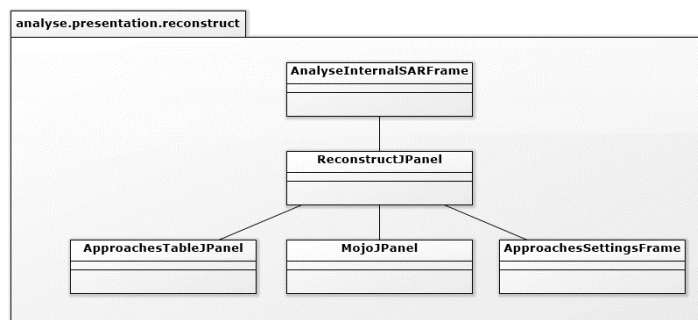 analyse.presentation.reconstruct
AnalyseInternalSARFrame
ReconstructJPanel
ApproachesTableJPanel
MojoJPanel
ApproachesSettingsFrame